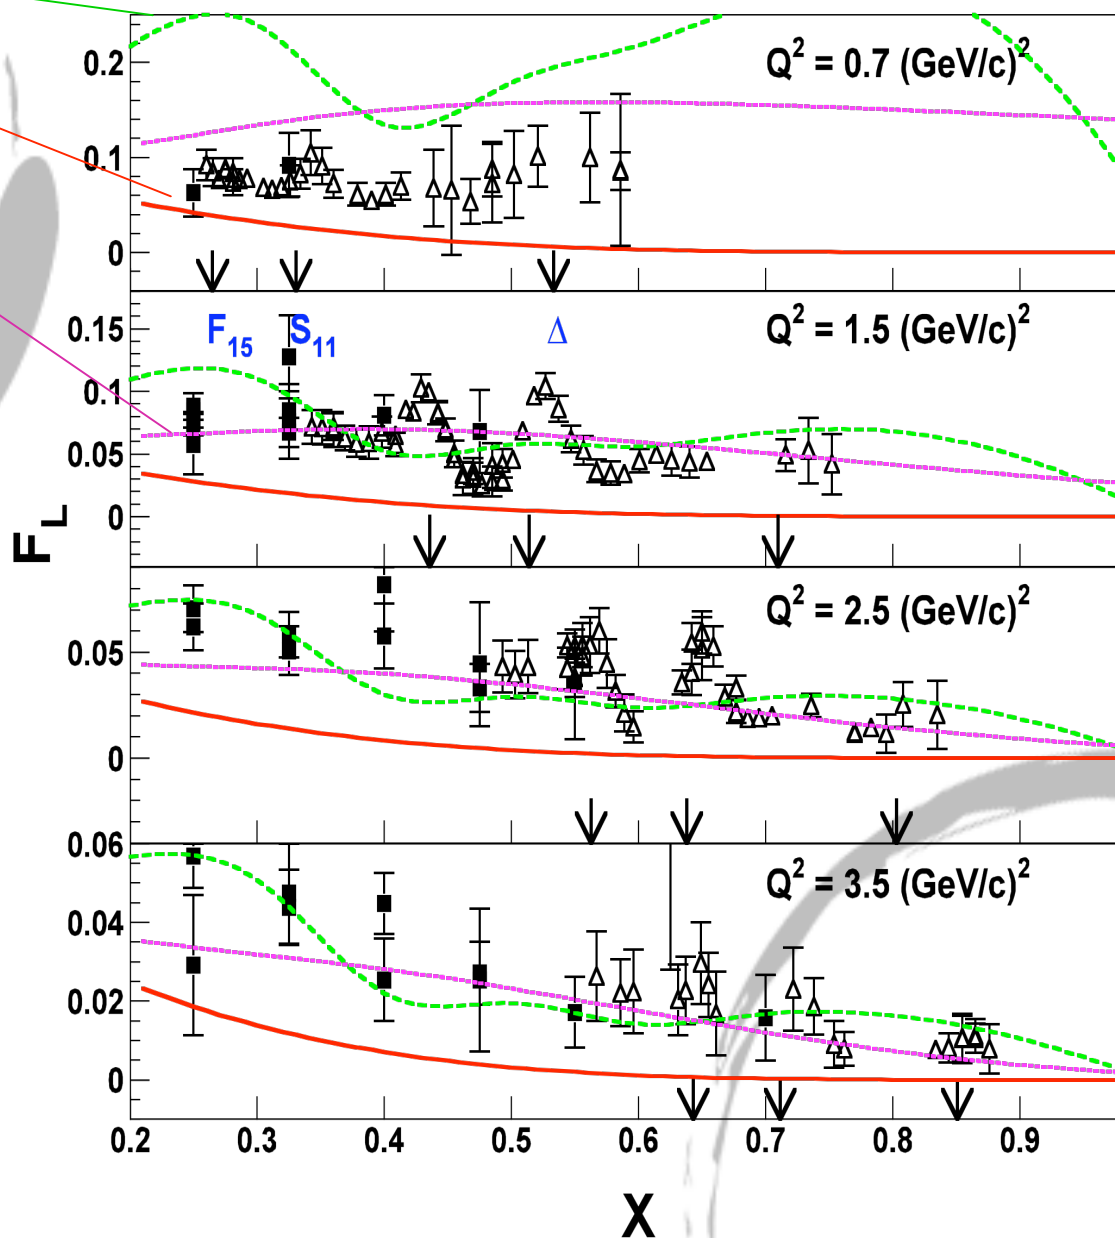 Q² = 0.7 (GeV/c)²
0.2
0.1
0
F₁₅ S₁₁ Δ
Q² = 1.5 (GeV/c)²
0.15
0.1
0.05
0
F_L
Q² = 2.5 (GeV/c)²
0.05
0
Q² = 3.5 (GeV/c)²
0.06
0.04
0.02
0
0.2 0.3 0.4 0.5 0.6 0.7 0.8 0.9
X